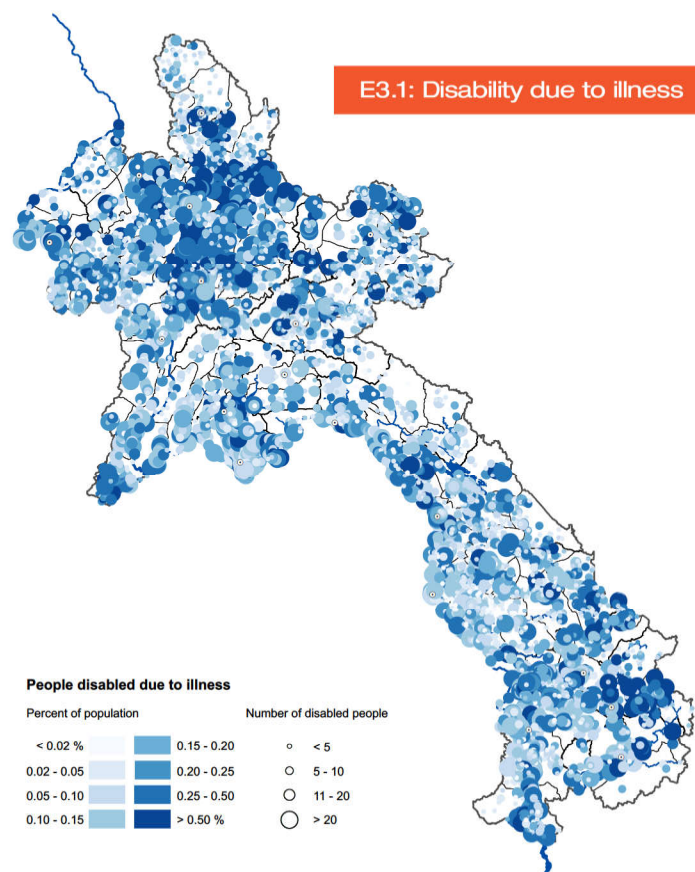 E3.1: Disability due to illness
People disabled due to illness
Percent of population
Number of disabled people
< 0.02 %
0.15 - 0.20
< 5
0.02 - 0.05
0.20 - 0.25
5 - 10
0.05 - 0.10
0.25 - 0.50
11 - 20
0.10 - 0.15
> 0.50 %
> 20